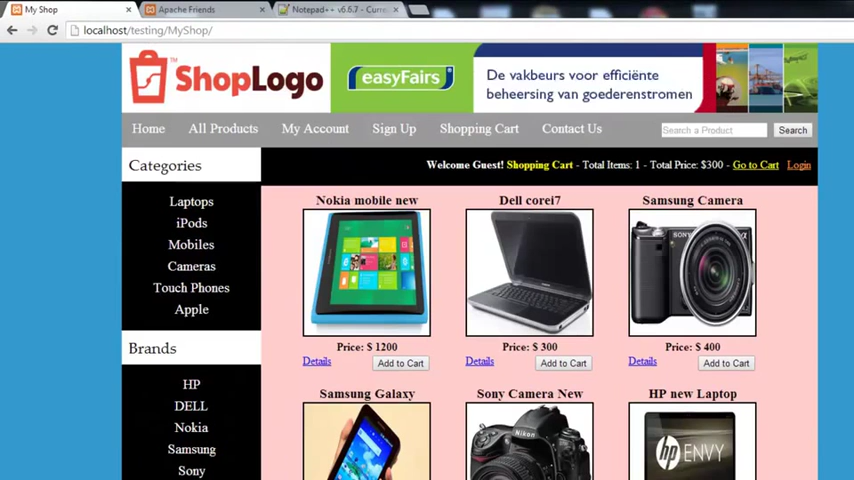 My Shop
Apache Friends
Notepad++ v6.6.7 - Curre
localhost/testing/MyShop/
ShopLogo
TM
easyFairs
De vakbeurs voor efficiënte
beheersing van goederenstromen
Home All Products My Account Sign Up Shopping Cart Contact Us Search a Product Search
Categories
Welcome Guest! Shopping Cart - Total Items: 1 - Total Price: $300 - Go to Cart Login
Laptops
iPods
Mobiles
Cameras
Touch Phones
Apple
Brands
HP
DELL
Nokia
Samsung
Sony
Nokia mobile new Dell corei7 Samsung Camera
SONY
Price: $ 1200 Price: $ 300 Price: $ 400
Details Add to Cart Details Add to Cart Details Add to Cart
Samsung Galaxy Sony Camera New HP new Laptop
Nikon
hp ENVY